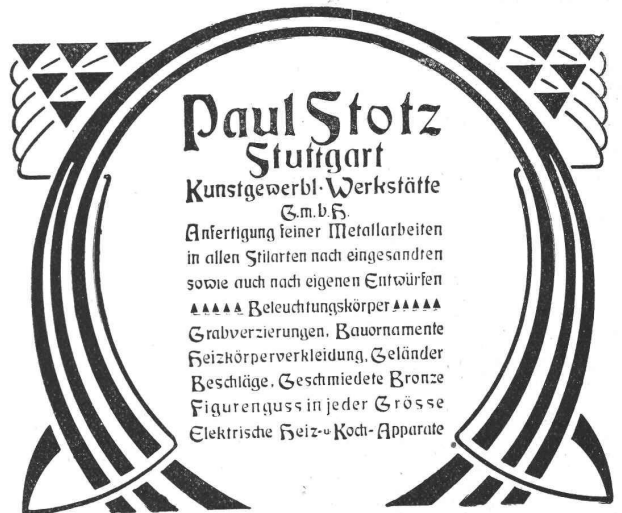 Paul Stotz
Stuttgart
Kunstgewerbl. Werkstätte
G.m.b.H.
Anfertigung feiner Metallarbeiten
in allen Stilarten nach eingesandten
sowie auch nach eigenen Entwürfen
Beleuchtungskörper
Grabverzierungen, Bauornamente
Heizkörperverkleidung, Geländer
Beschläge, Geschmiedete Bronze
Figurenguss in jeder Grösse
Elektrische Heiz- u. Koch-Apparate